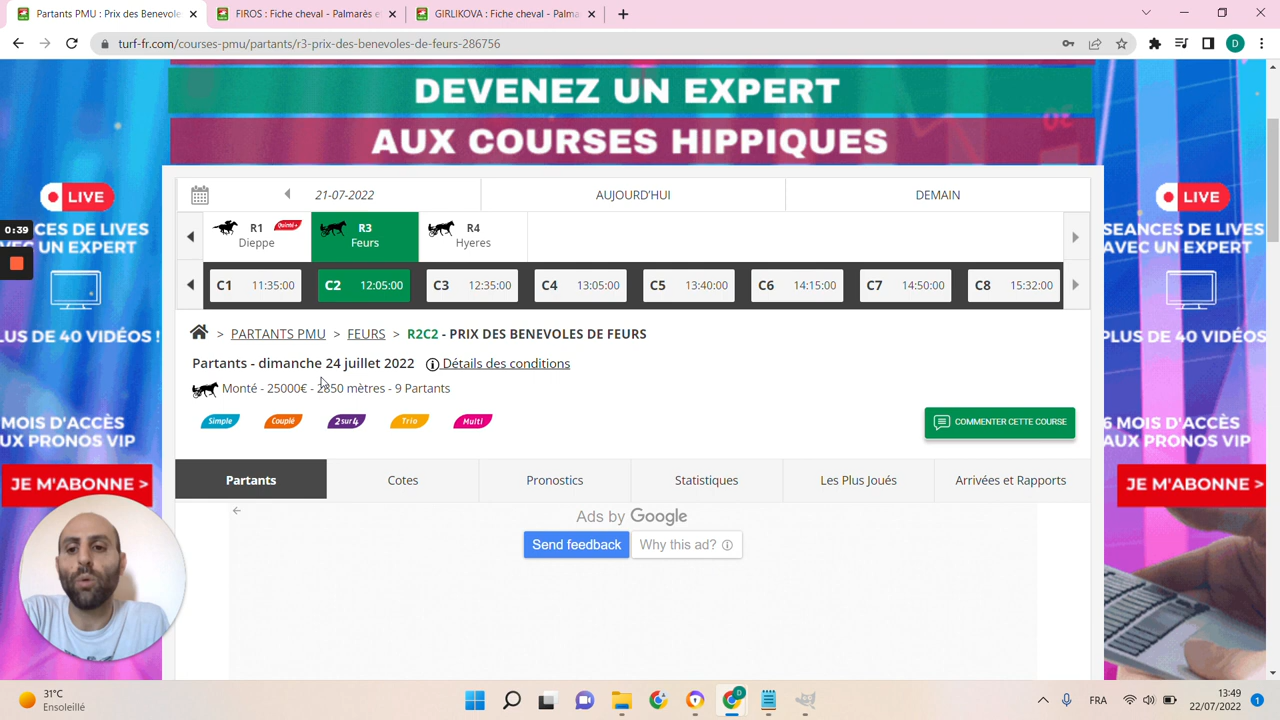 Partants PMU : Prix des Benevole
FIROS : Fiche cheval - Palmarès e
GIRLIKOVA : Fiche cheval - Palma
turf-fr.com/courses-pmu/partants/r3-prix-des-benevoles-de-feurs-286756
D
DEVENEZ UN EXPERT
AUX COURSES HIPPIQUES
21-07-2022
AUJOURD'HUI
DEMAIN
LIVE
LIVE
0:39
CES DE LIVES
VEC UN EXPERT
SEANCES DE LIVES
AVEC UN EXPERT
R1
Dieppe
Quinté+
R3
Feurs
R4
Hyeres
C1 11:35:00
C2 12:05:00
C3 12:35:00
C4 13:05:00
C5 13:40:00
C6 14:15:00
C7 14:50:00
C8 15:32:00
LUS DE 40 VIDÉOS !
PLUS DE 40 VIDÉOS
> PARTANTS PMU > FEURS > R2C2 - PRIX DES BENEVOLES DE FEURS
Partants - dimanche 24 juillet 2022
Détails des conditions
Monté - 25000€ - 2850 mètres - 9 Partants
Simple
Couplé
2sur4
Trio
Multi
COMMENTER CETTE COURSE
MOIS D'ACCÈS
UX PRONOS VIP
6 MOIS D'ACCÈS
AUX PRONOS VIP
JE M'ABONNE >
JE M'ABONNE >
Partants
Cotes
Pronostics
Statistiques
Les Plus Joués
Arrivées et Rapports
Ads by Google
Send feedback
Why this ad?
31°C
Ensoleillé
D
FRA
13:49
22/07/2022
1